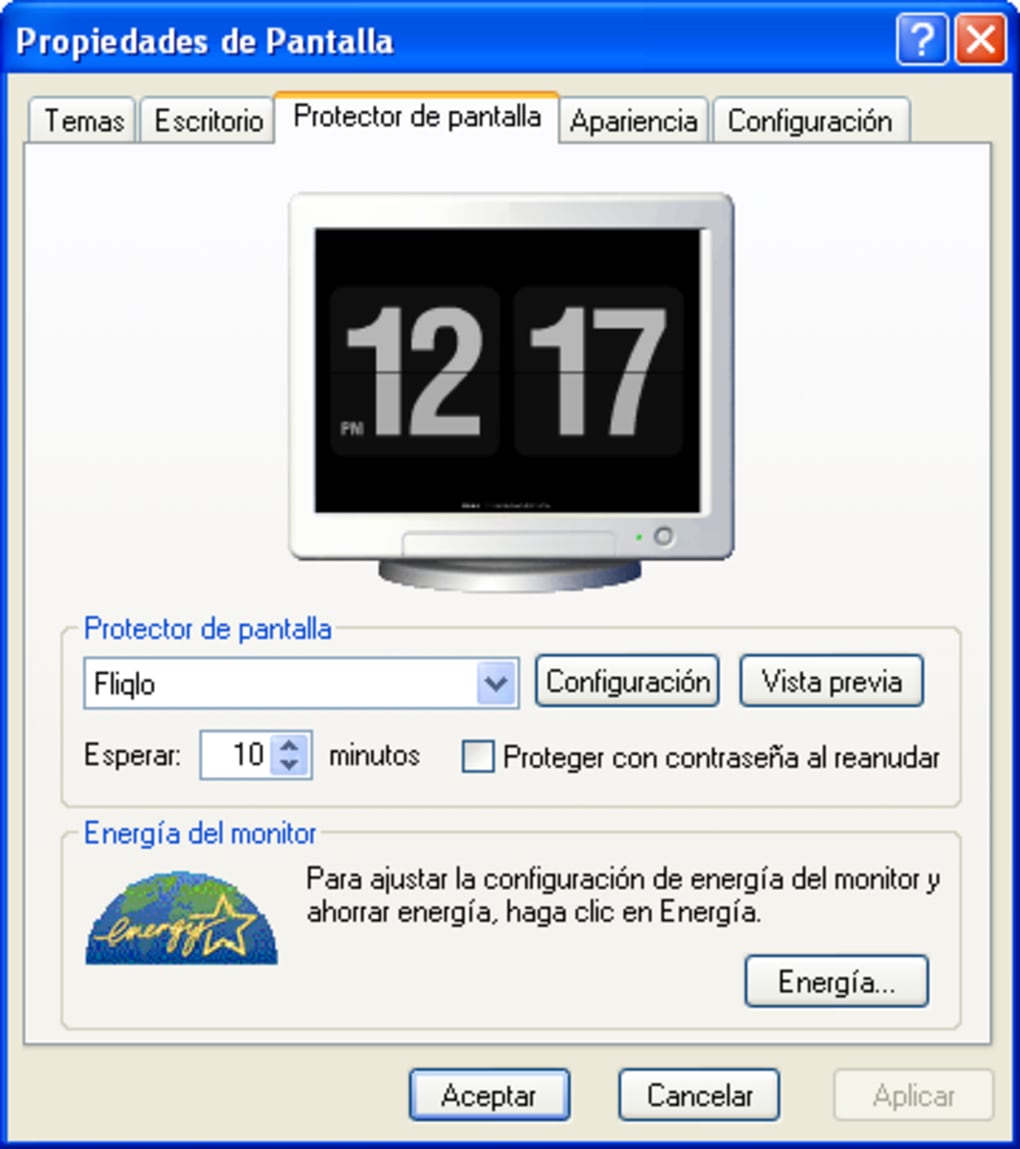 Propiedades de Pantalla
Temas Escritorio Protector de pantalla Apariencia Configuración
12 17
PM
Protector de pantalla
Fliqlo Configuración Vista previa
Esperar: 10 minutos Proteger con contraseña al reanudar
Energía del monitor
Para ajustar la configuración de energía del monitor y
ahorrar energía, haga clic en Energía.
energy
Energía...
Aceptar Cancelar Aplicar